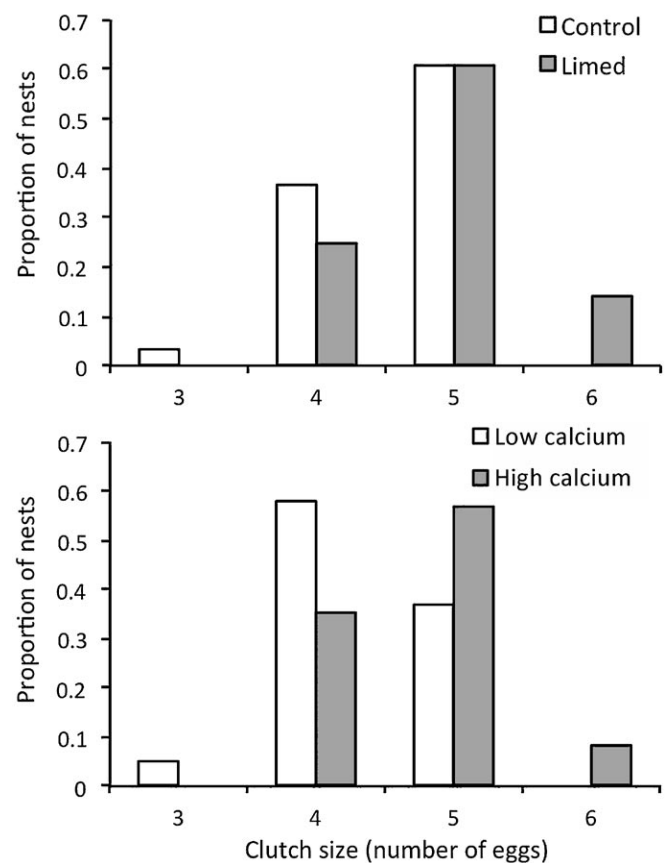 Proportion of nests
0.7
0.6
0.5
0.4
0.3
0.2
0.1
0
Control
Limed
3 4 5 6
Proportion of nests
0.7
0.6
0.5
0.4
0.3
0.2
0.1
0
Low calcium
High calcium
3 4 5 6
Clutch size (number of eggs)